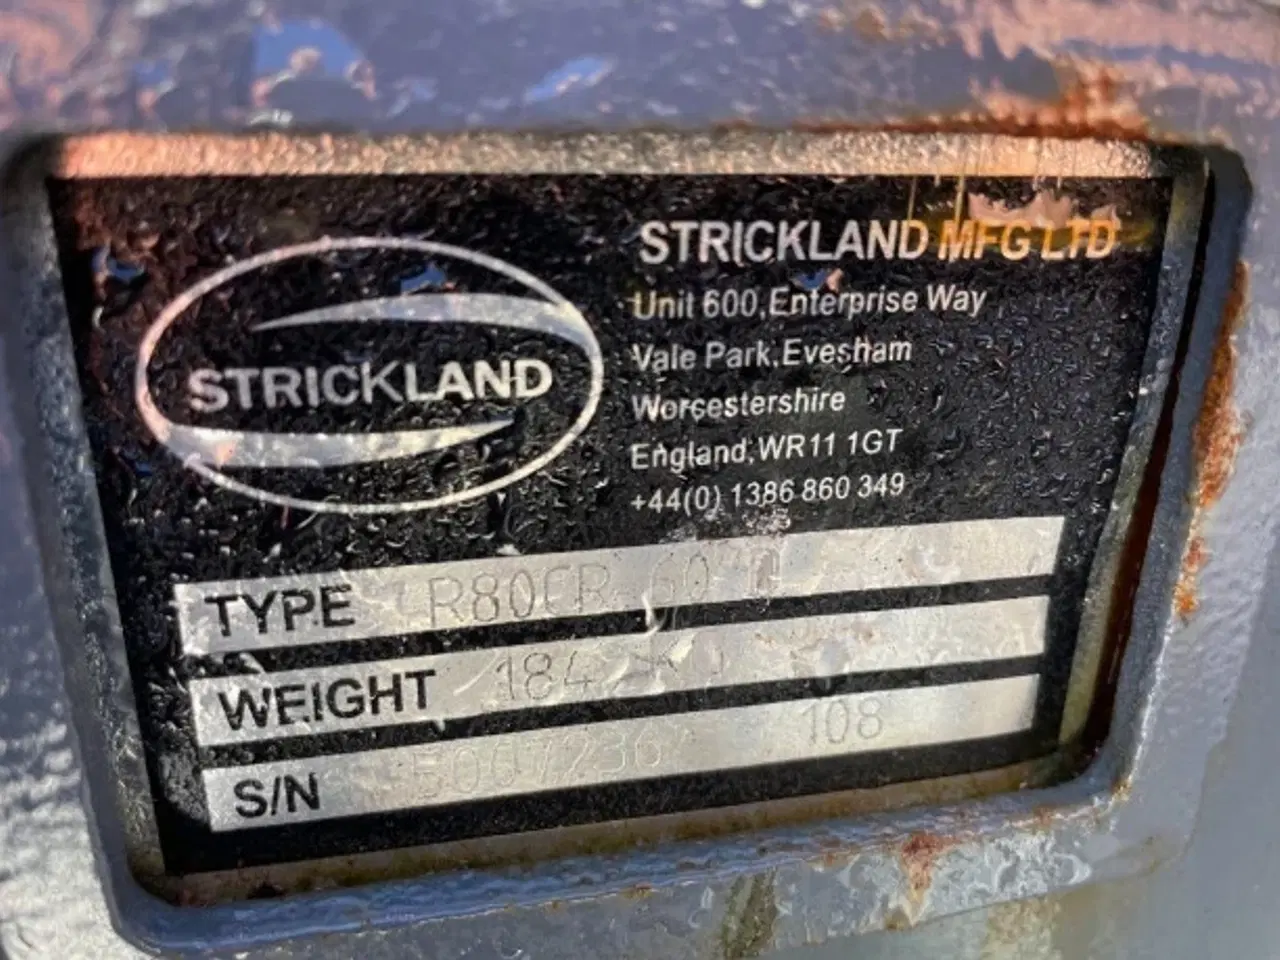 STRICKLAND
STRICKLAND MFG LTD
Unit 600, Enterprise Way
Vale Park, Evesham
Worcestershire
England, WR11 1GT
+44(0) 1386 860 349
TYPE
WEIGHT 184
S/N 108